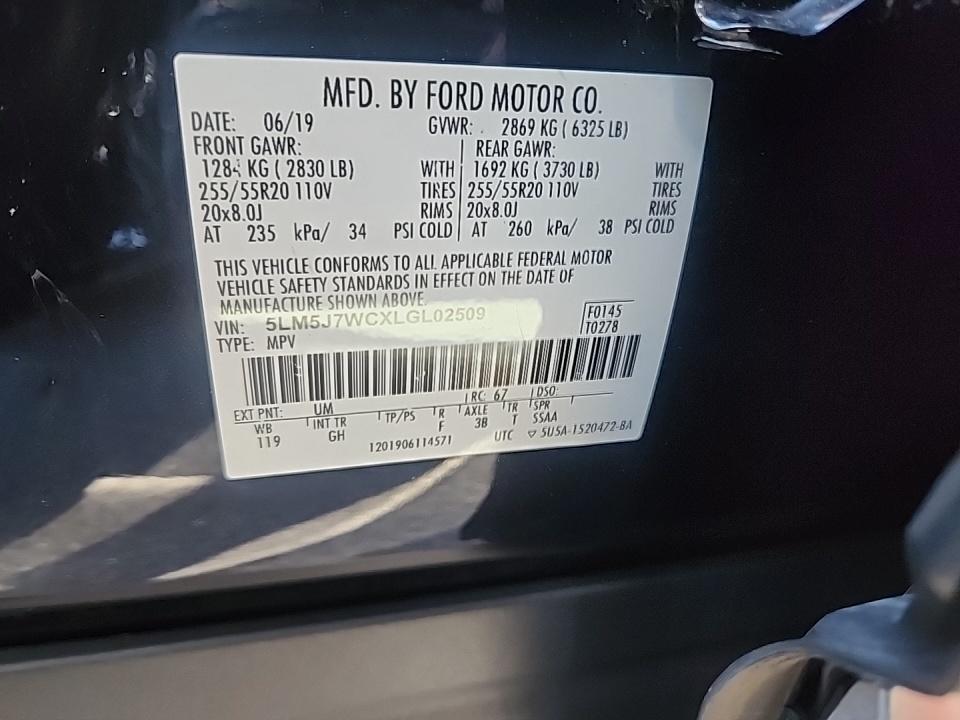 MFD. BY FORD MOTOR CO.
DATE: 06/19 GVWR: 2869 KG ( 6325 LB)
FRONT GAWR: REAR GAWR:
KG ( 2830 LB) WITH 1692 KG ( 3730 LB) WITH
255/55R20 110V TIRES 255/55R20 110V TIRES
20x8.0J RIMS 20x8.0J RIMS
AT 235 kPa/ 34 PSI COLD AT 260 kPa/ 38 PSI COLD
THIS VEHICLE CONFORMS TO ALL APPLICABLE FEDERAL MOTOR
VEHICLE SAFETY STANDARDS IN EFFECT ON THE DATE OF
MANUFACTURE SHOWN ABOVE.
VIN: 5LM5J7WCXLGL02509 F0145
TYPE: MPV T0278
EXT PNT: UM RC: 67 DSO:
WB INT TR TP/PS R AXLE TR SPR
119 GH F 3B T SSAA
1201906114571 UTC ▽ 5U5A-1520472-BA